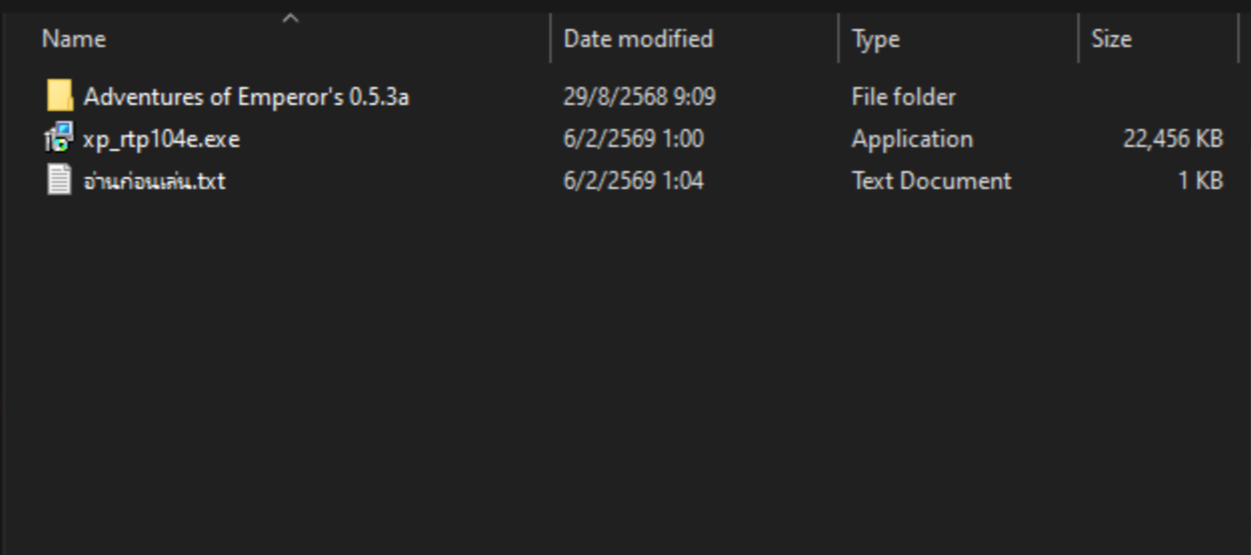 Name Date modified Type Size
Adventures of Emperor's 0.5.3a 29/8/2568 9:09 File folder
xp_rtp104e.exe 6/2/2569 1:00 Application 22,456 KB
อ่านก่อนเล่น.txt 6/2/2569 1:04 Text Document 1 KB